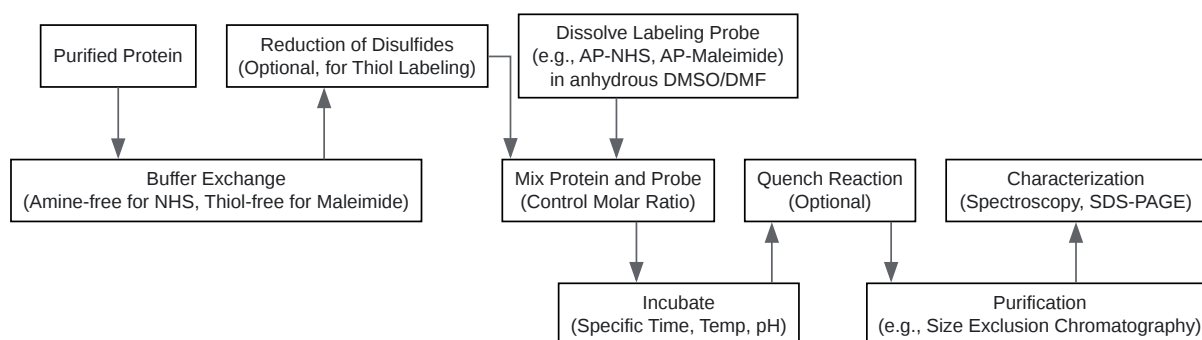 Purified Protein
Reduction of Disulfides
(Optional, for Thiol Labeling)
Dissolve Labeling Probe
(e.g., AP-NHS, AP-Maleimide)
in anhydrous DMSO/DMF
Buffer Exchange
(Amine-free for NHS, Thiol-free for Maleimide)
Mix Protein and Probe
(Control Molar Ratio)
Quench Reaction
(Optional)
Characterization
(Spectroscopy, SDS-PAGE)
Incubate
(Specific Time, Temp, pH)
Purification
(e.g., Size Exclusion Chromatography)